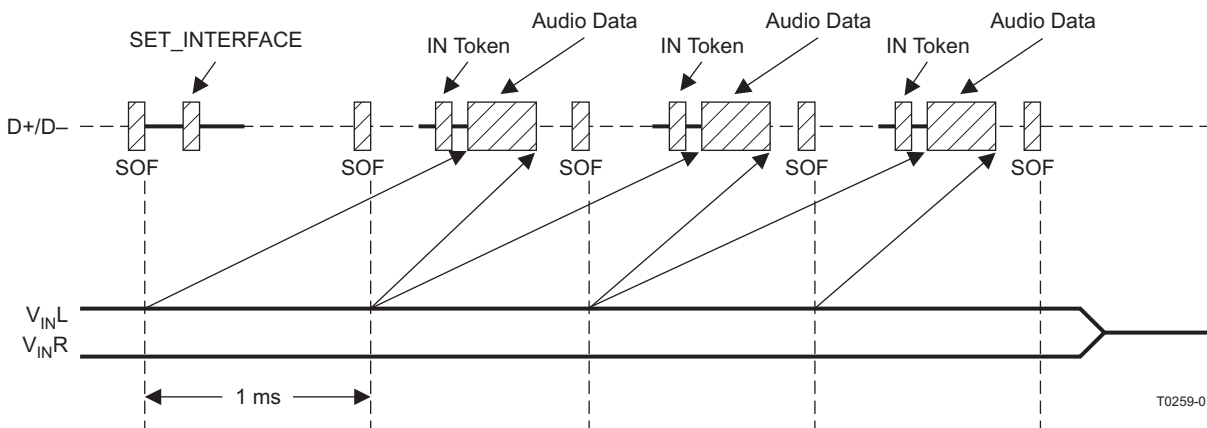 Audio Data
Audio Data
Audio Data
SET_INTERFACE
IN Token
IN Token
IN Token
D+/D–
SOF
SOF
SOF
SOF
SOF
VINL
VINR
1 ms
T0259-0